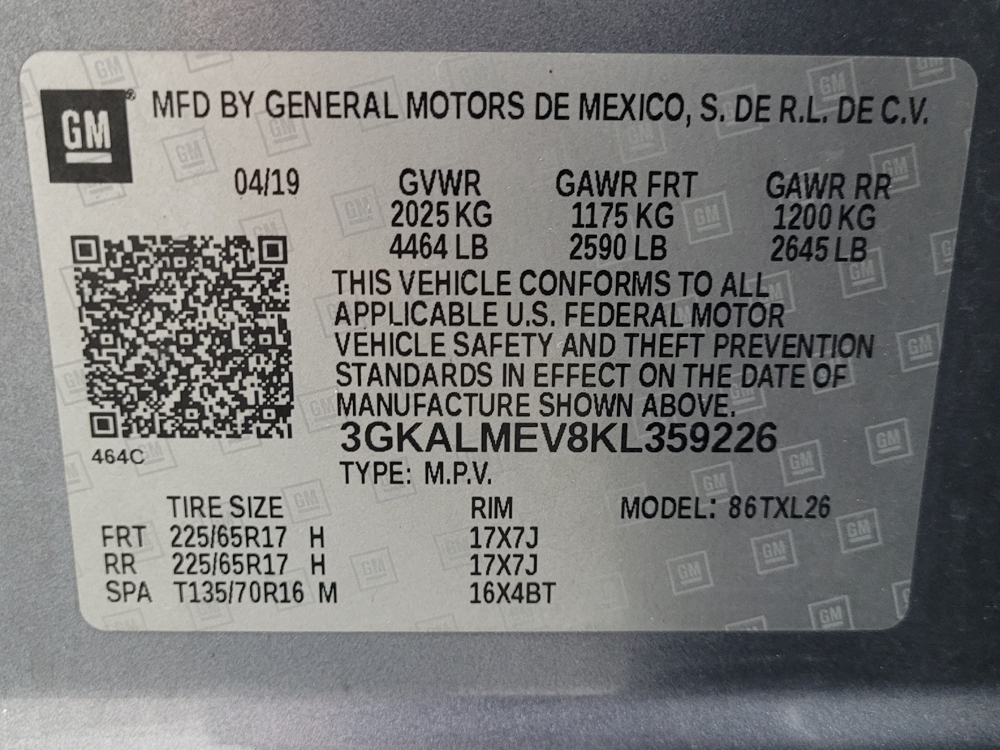 GM ® MFD BY GENERAL MOTORS DE MEXICO, S. DE R.L. DE C.V.
04/19 GVWR GAWR FRT GAWR RR
2025 KG 1175 KG 1200 KG
4464 LB 2590 LB 2645 LB
THIS VEHICLE CONFORMS TO ALL
APPLICABLE U.S. FEDERAL MOTOR
VEHICLE SAFETY AND THEFT PREVENTION
STANDARDS IN EFFECT ON THE DATE OF
MANUFACTURE SHOWN ABOVE.
3GKALMEV8KL359226
464C
TYPE: M.P.V.
TIRE SIZE RIM MODEL: 86TXL26
FRT 225/65R17 H 17X7J
RR 225/65R17 H 17X7J
SPA T135/70R16 M 16X4BT